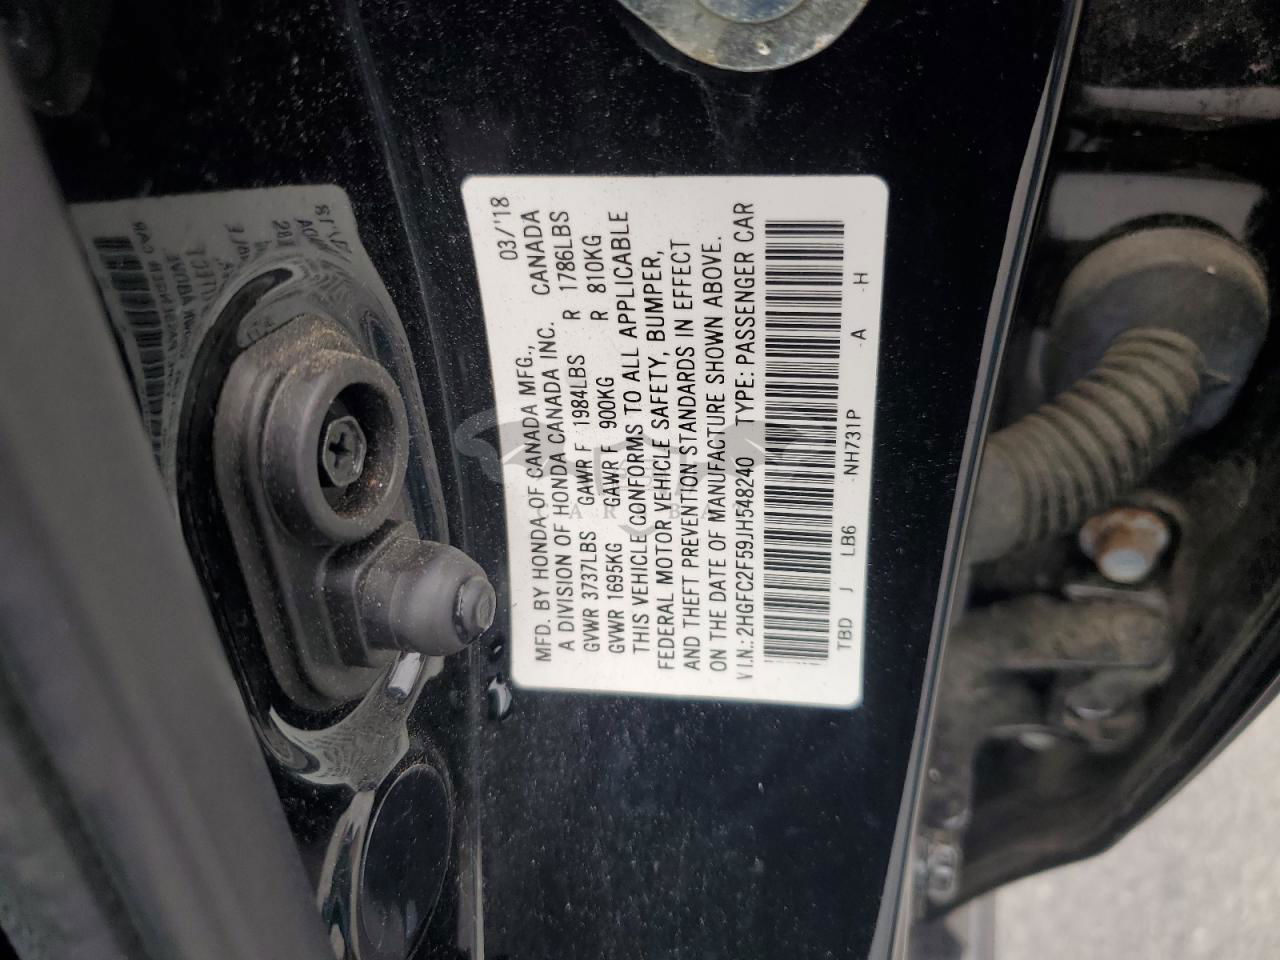 03/'18
MFD. BY HONDA OF CANADA MFG., CANADA
A DIVISION OF HONDA CANADA INC.
GVWR 3737LBS GAWR F 1984LBS R 1786LBS
GVWR 1695KG GAWR F 900KG R 810KG
THIS VEHICLE CONFORMS TO ALL APPLICABLE
FEDERAL MOTOR VEHICLE SAFETY, BUMPER,
AND THEFT PREVENTION STANDARDS IN EFFECT
ON THE DATE OF MANUFACTURE SHOWN ABOVE.
V.I.N.: 2HGFC2F59JH548240 TYPE: PASSENGER CAR
TBD J LB6 -NH731P -A -H